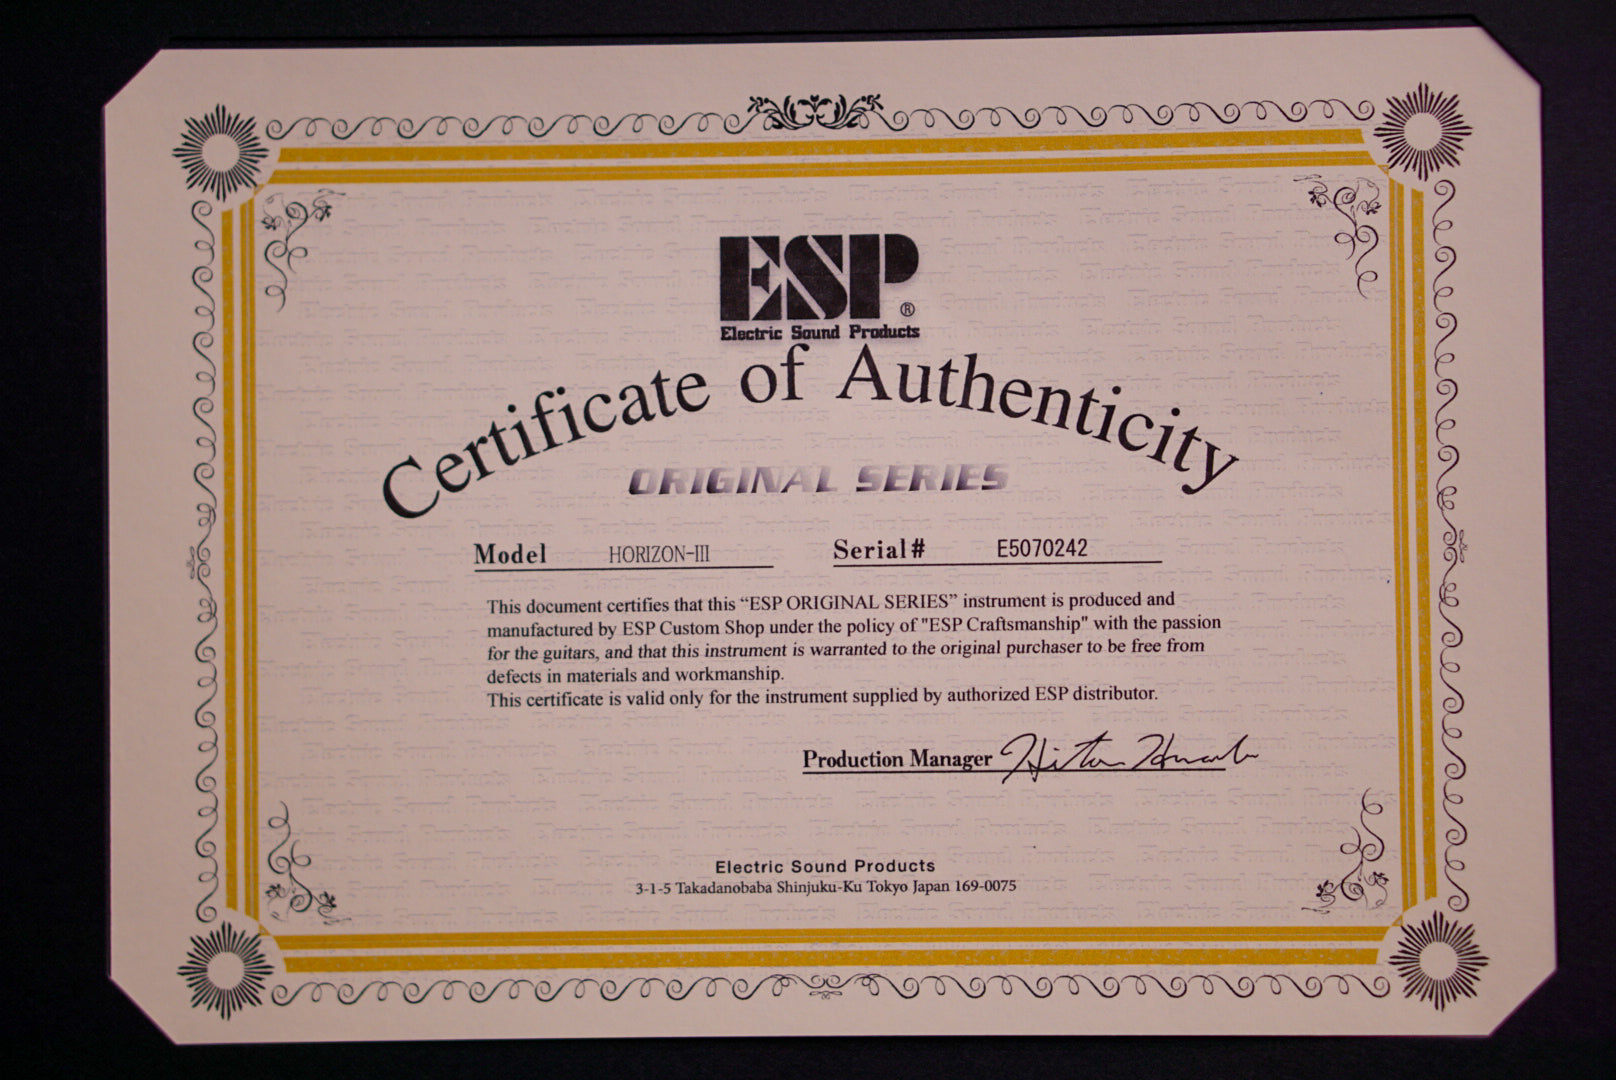 ESP®
Electric Sound Products
Certificate of Authenticity
ORIGINAL SERIES
Model HORIZON-III Serial# E5070242
This document certifies that this “ESP ORIGINAL SERIES” instrument is produced and
manufactured by ESP Custom Shop under the policy of "ESP Craftsmanship" with the passion
for the guitars, and that this instrument is warranted to the original purchaser to be free from
defects in materials and workmanship.
This certificate is valid only for the instrument supplied by authorized ESP distributor.
Production Manager
Electric Sound Products
3-1-5 Takadanobaba Shinjuku-Ku Tokyo Japan 169-0075